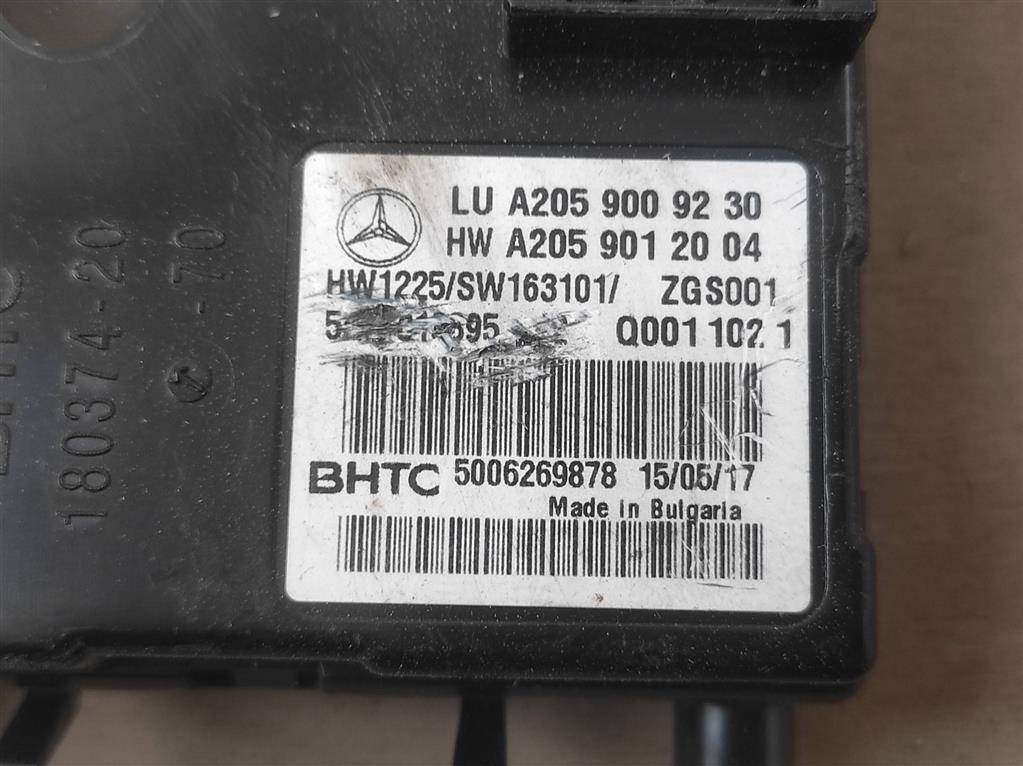 LU A205 900 92 30
HW A205 901 20 04
HW1225/SW163101/ ZGS001
Q001 102 1
BHTC 5006269878 15/05/17
Made in Bulgaria
180374-20
-70